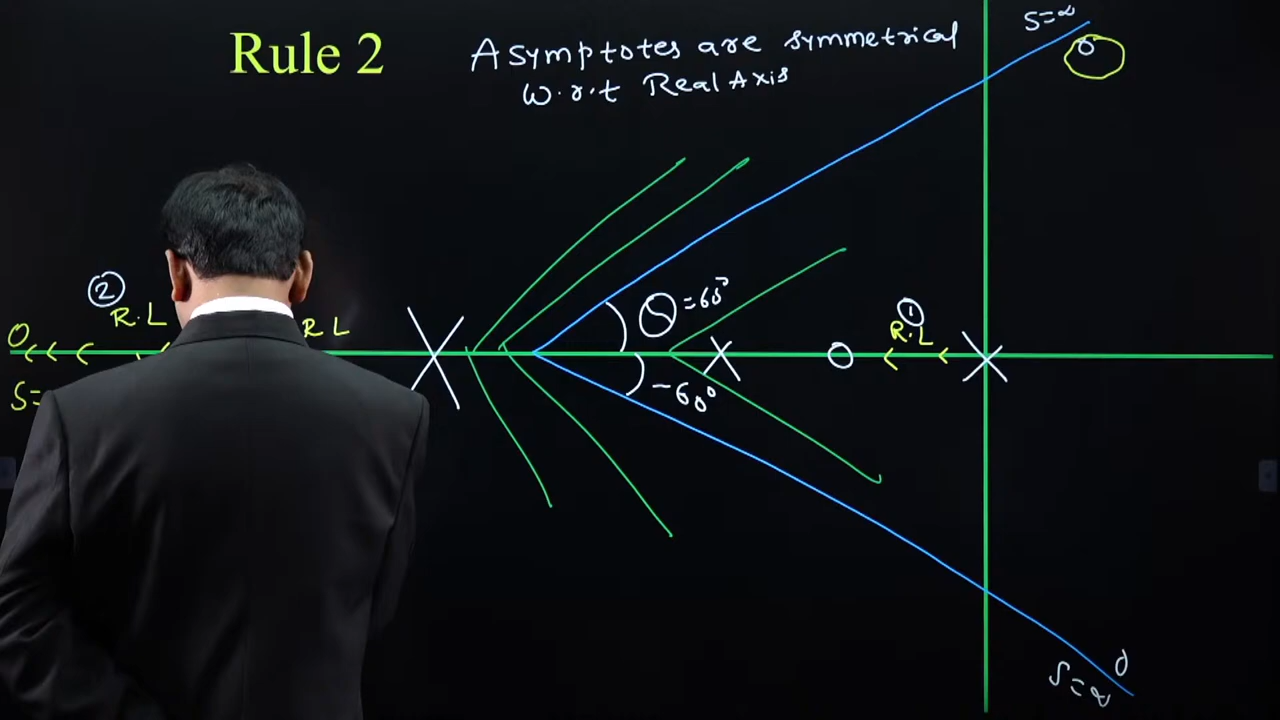 Rule 2
Asymptotes are symmetrical
w.r.t Real Axis
S=∞
O
θ=60°
-60°
②
R.L
R L
O
S=
①
R.L
O
S=∞